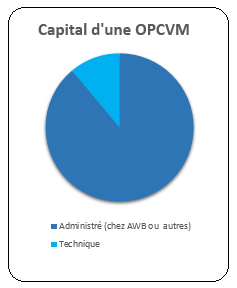 Capital d'une OPCVM
Administré (chez AWB ou autres)
Technique